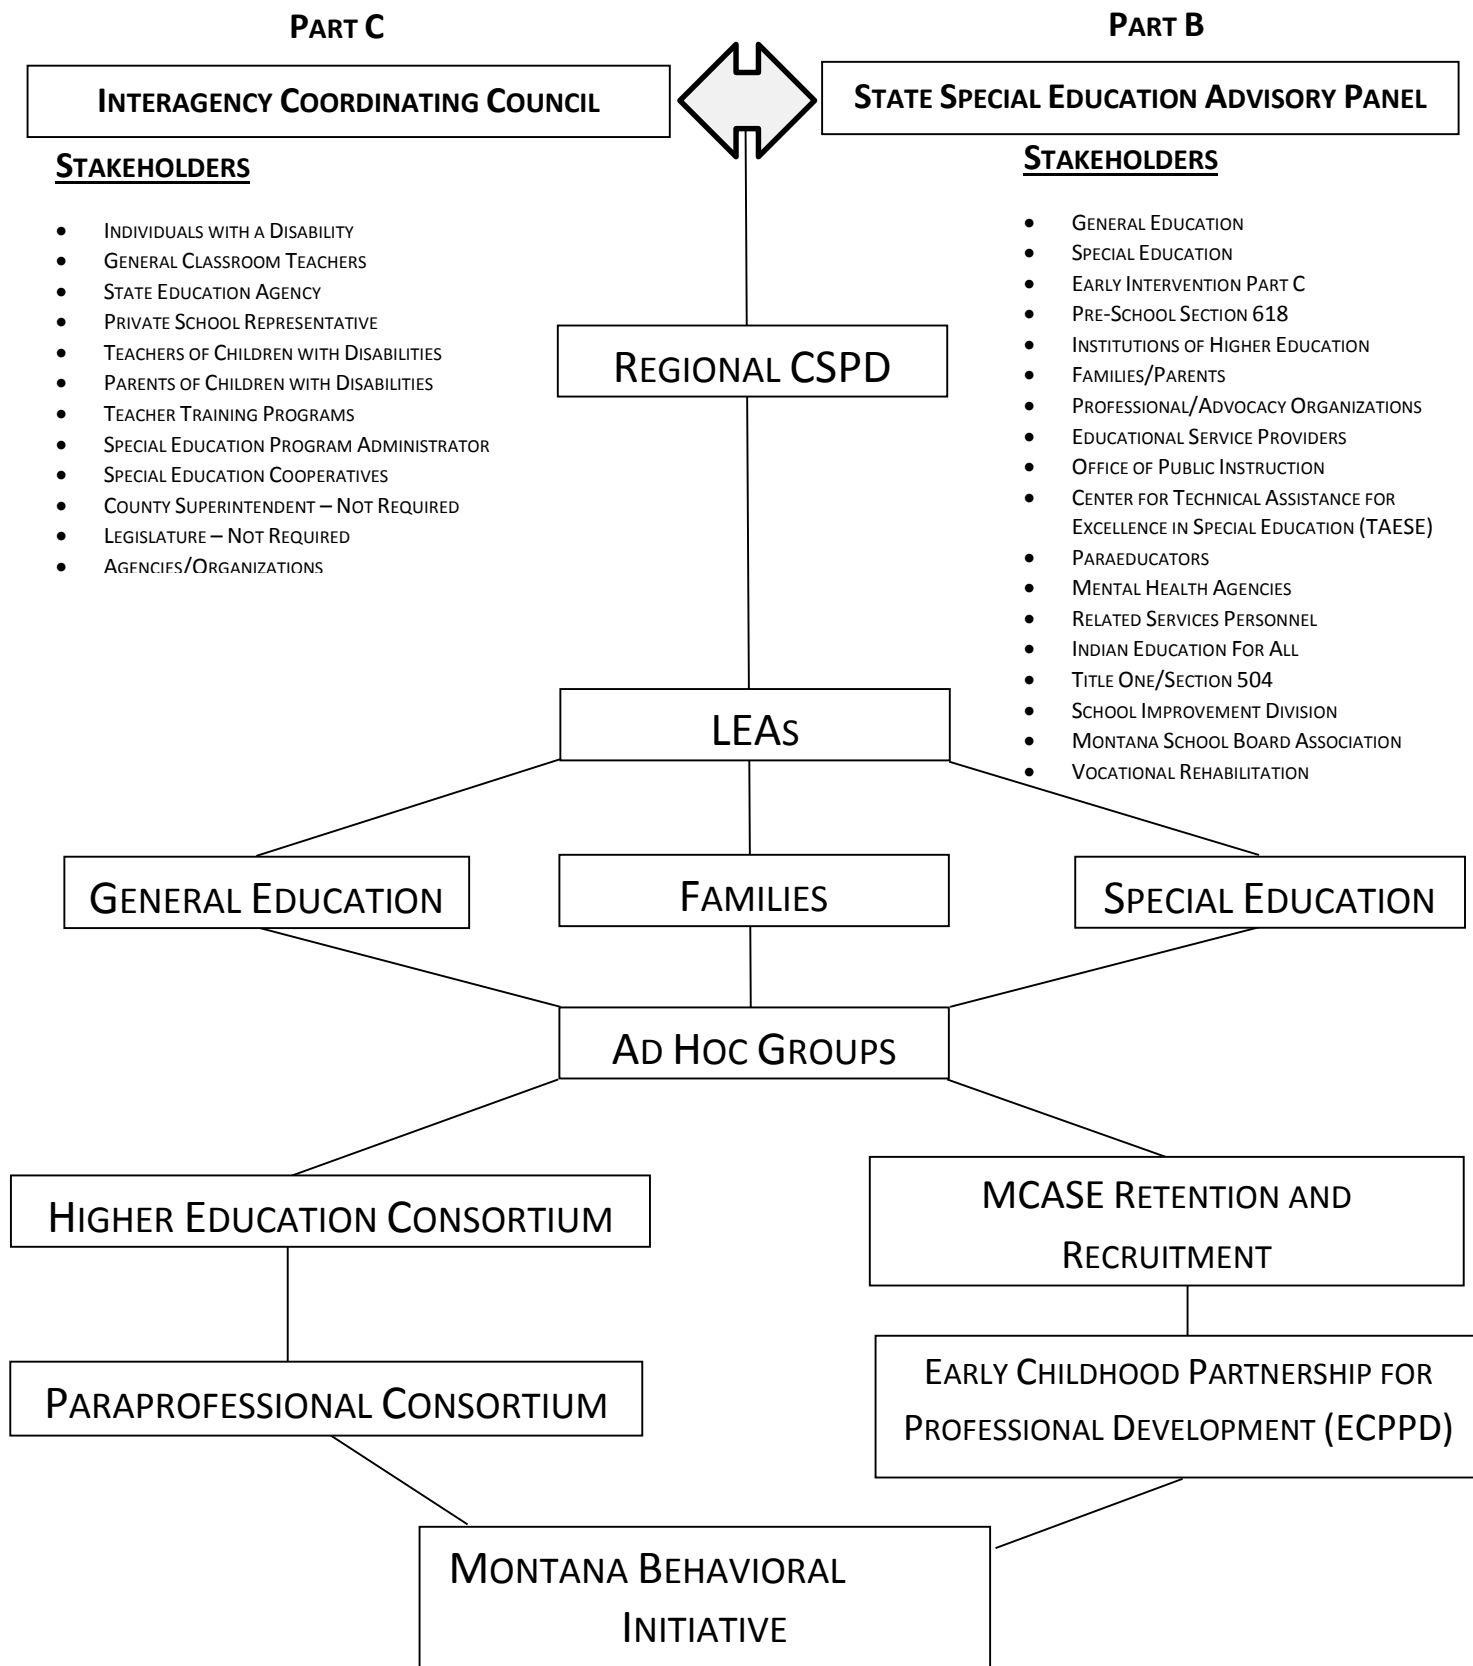 PART C
INTERAGENCY COORDINATING COUNCIL
STAKEHOLDERS
• INDIVIDUALS WITH A DISABILITY
• GENERAL CLASSROOM TEACHERS
• STATE EDUCATION AGENCY
• PRIVATE SCHOOL REPRESENTATIVE
• TEACHERS OF CHILDREN WITH DISABILITIES
• PARENTS OF CHILDREN WITH DISABILITIES
• TEACHER TRAINING PROGRAMS
• SPECIAL EDUCATION PROGRAM ADMINISTRATOR
• SPECIAL EDUCATION COOPERATIVES
• COUNTY SUPERINTENDENT – NOT REQUIRED
• LEGISLATURE – NOT REQUIRED
• AGENCIES/ORGANIZATIONS
PART B
STATE SPECIAL EDUCATION ADVISORY PANEL
STAKEHOLDERS
• GENERAL EDUCATION
• SPECIAL EDUCATION
• EARLY INTERVENTION PART C
• PRE-SCHOOL SECTION 618
• INSTITUTIONS OF HIGHER EDUCATION
• FAMILIES/PARENTS
• PROFESSIONAL/ADVOCACY ORGANIZATIONS
• EDUCATIONAL SERVICE PROVIDERS
• OFFICE OF PUBLIC INSTRUCTION
• CENTER FOR TECHNICAL ASSISTANCE FOR
EXCELLENCE IN SPECIAL EDUCATION (TAESE)
• PARAEDUCATORS
• MENTAL HEALTH AGENCIES
• RELATED SERVICES PERSONNEL
• INDIAN EDUCATION FOR ALL
• TITLE ONE/SECTION 504
• SCHOOL IMPROVEMENT DIVISION
• MONTANA SCHOOL BOARD ASSOCIATION
• VOCATIONAL REHABILITATION
REGIONAL CSPD
LEAS
GENERAL EDUCATION
FAMILIES
SPECIAL EDUCATION
AD HOC GROUPS
HIGHER EDUCATION CONSORTIUM
MCASE RETENTION AND
RECRUITMENT
PARAPROFESSIONAL CONSORTIUM
EARLY CHILDHOOD PARTNERSHIP FOR
PROFESSIONAL DEVELOPMENT (ECPPD)
MONTANA BEHAVIORAL
INITIATIVE